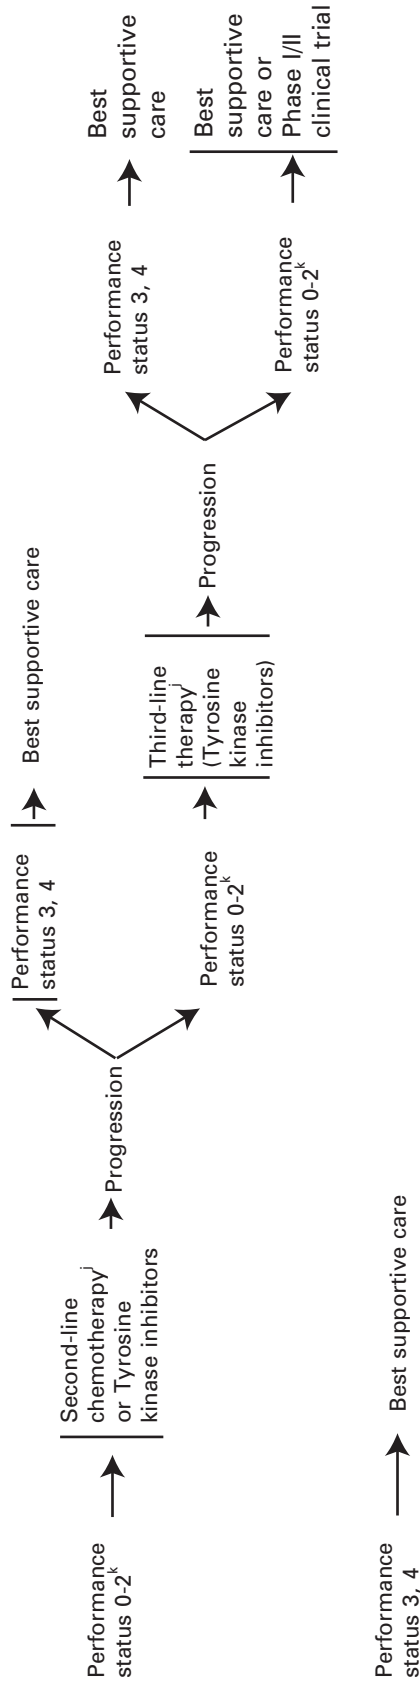 Performance
status 0-2k
Second-line
chemotherapyj
or Tyrosine
kinase inhibitors
Progression
Performance
status 3, 4
Best supportive care
Performance
status 0-2k
Third-line
therapyj
(Tyrosine
kinase
inhibitors)
Progression
Performance
status 3, 4
Best
supportive
care
Performance
status 0-2k
Best
supportive
care or
Phase I/II
clinical trial
Performance
status 3, 4
Best supportive care